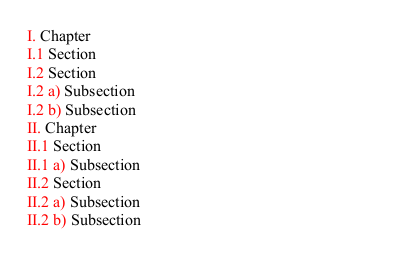 I. Chapter
I.1 Section
I.2 Section
I.2 a) Subsection
I.2 b) Subsection
II. Chapter
II.1 Section
II.1 a) Subsection
II.2 Section
II.2 a) Subsection
II.2 b) Subsection